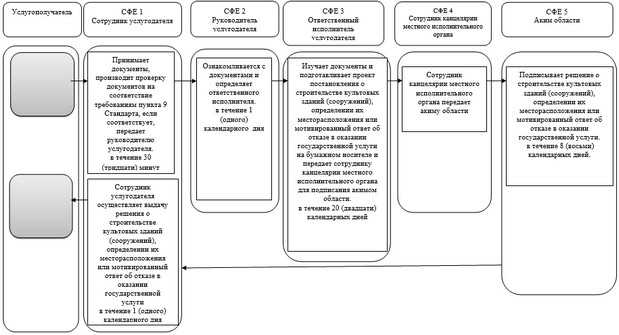 Услугополучатель
СФЕ 1
Сотрудник услугодателя
СФЕ 2
Руководитель
услугодателя
СФЕ 3
Ответственный
исполнитель
услугодателя
СФЕ 4
Сотрудник канцелярии
местного исполнительного
органа
СФЕ 5
Аким области
Принимает
документы,
производит проверку
документов на
соответствие
требованиям пункта 9
Стандарта, если
соответствует,
передает
руководителю
услугодателя.
в течение 30
(тридцати) минут
Ознакомливается с
документами и
определяет
ответственного
исполнителя.
в течение 1
(одного)
календарного дня
Изучает документы и
подготавливает проект
постановления о
строительстве культовых
зданий (сооружений),
определении их
месторасположения или
мотивированный ответ об
отказе в оказании
государственной услуги
на бумажном носителе и
передает сотруднику
канцелярии местного
исполнительного органа
для подписания акимом
области.
в течение 20 (двадцати)
календарных дней
Сотрудник
канцелярии местного
исполнительного
органа передает
акиму области
Подписывает решение о
строительстве культовых
зданий (сооружений),
определении их
месторасположения или
мотивированный ответ об
отказе в оказании
государственной услуги.
в течение 8 (восьми)
календарных дней.
Сотрудник
услугодателя
осуществляет выдачу
решения о
строительстве
культовых зданий
(сооружений),
определении их
месторасположения
или мотивированный
ответ об отказе в
оказании
государственной
услуги
в течение 1 (одного)
календарного дня